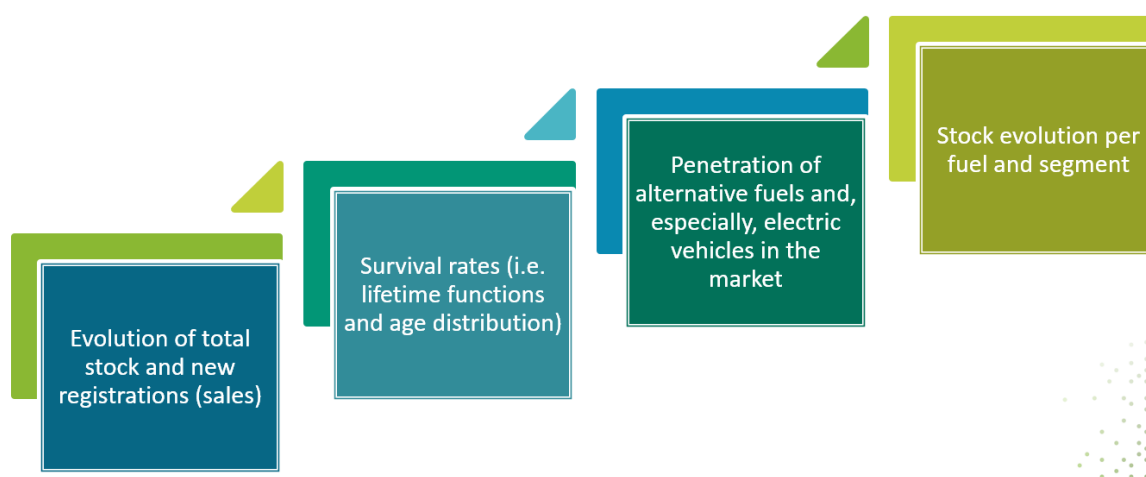 Evolution of total
stock and new
registrations (sales)
Survival rates (i.e.
lifetime functions
and age distribution)
Penetration of
alternative fuels and,
especially, electric
vehicles in the
market
Stock evolution per
fuel and segment